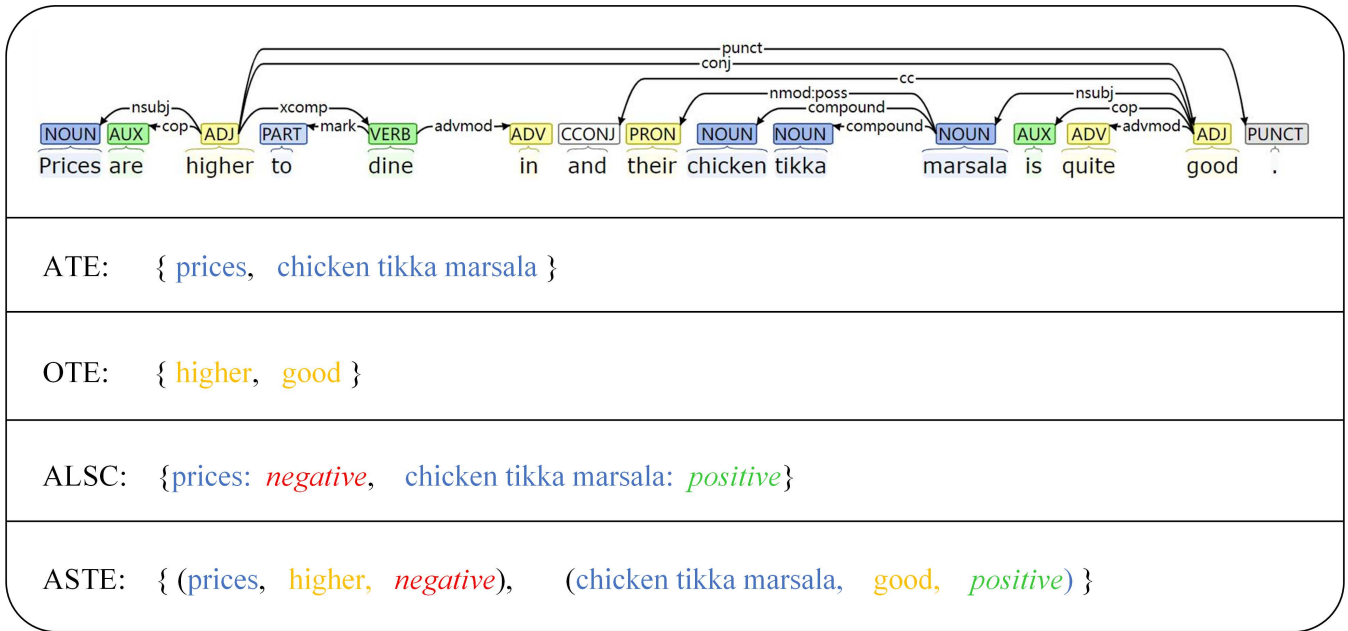 punct
conj
cc
nmod:poss nsubj
nsubj xcomp compound cop
cop mark advmod compound advmod
NOUN AUX ADJ PART VERB ADV CCONJ PRON NOUN NOUN NOUN AUX ADV ADJ PUNCT
Prices are higher to dine in and their chicken tikka marsala is quite good .
ATE: { prices, chicken tikka marsala }
OTE: { higher, good }
ALSC: {prices: negative, chicken tikka marsala: positive}
ASTE: { (prices, higher, negative), (chicken tikka marsala, good, positive) }